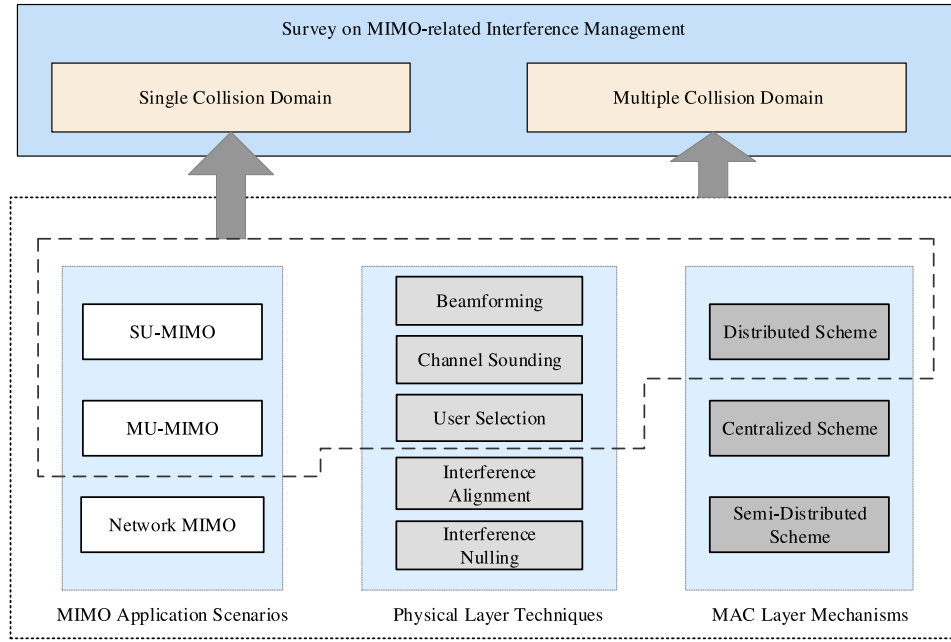 Survey on MIMO-related Interference Management
Single Collision Domain
Multiple Collision Domain
SU-MIMO
MU-MIMO
Network MIMO
MIMO Application Scenarios
Beamforming
Channel Sounding
User Selection
Interference
Alignment
Interference
Nulling
Physical Layer Techniques
Distributed Scheme
Centralized Scheme
Semi-Distributed
Scheme
MAC Layer Mechanisms